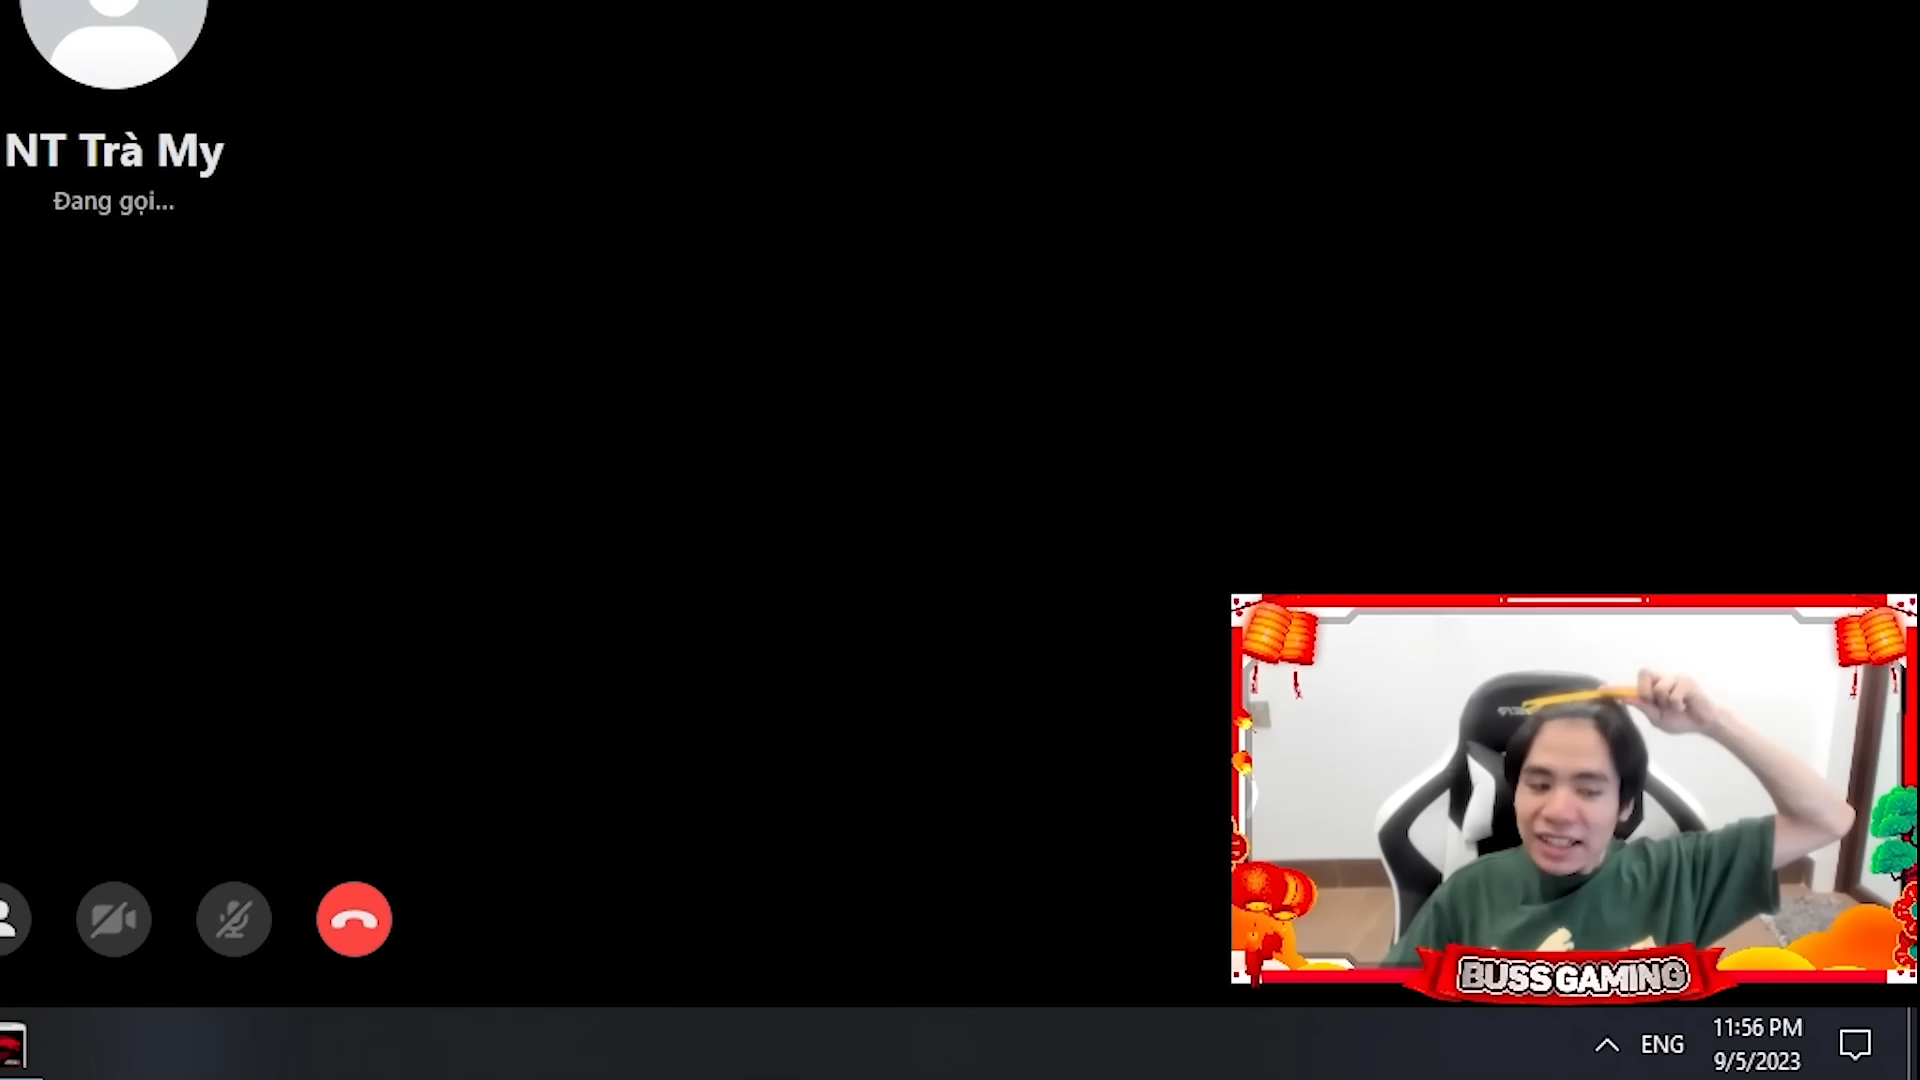 NT Trà My
Đang gọi...
BUSS GAMING
ENG
11:56 PM
9/5/2023